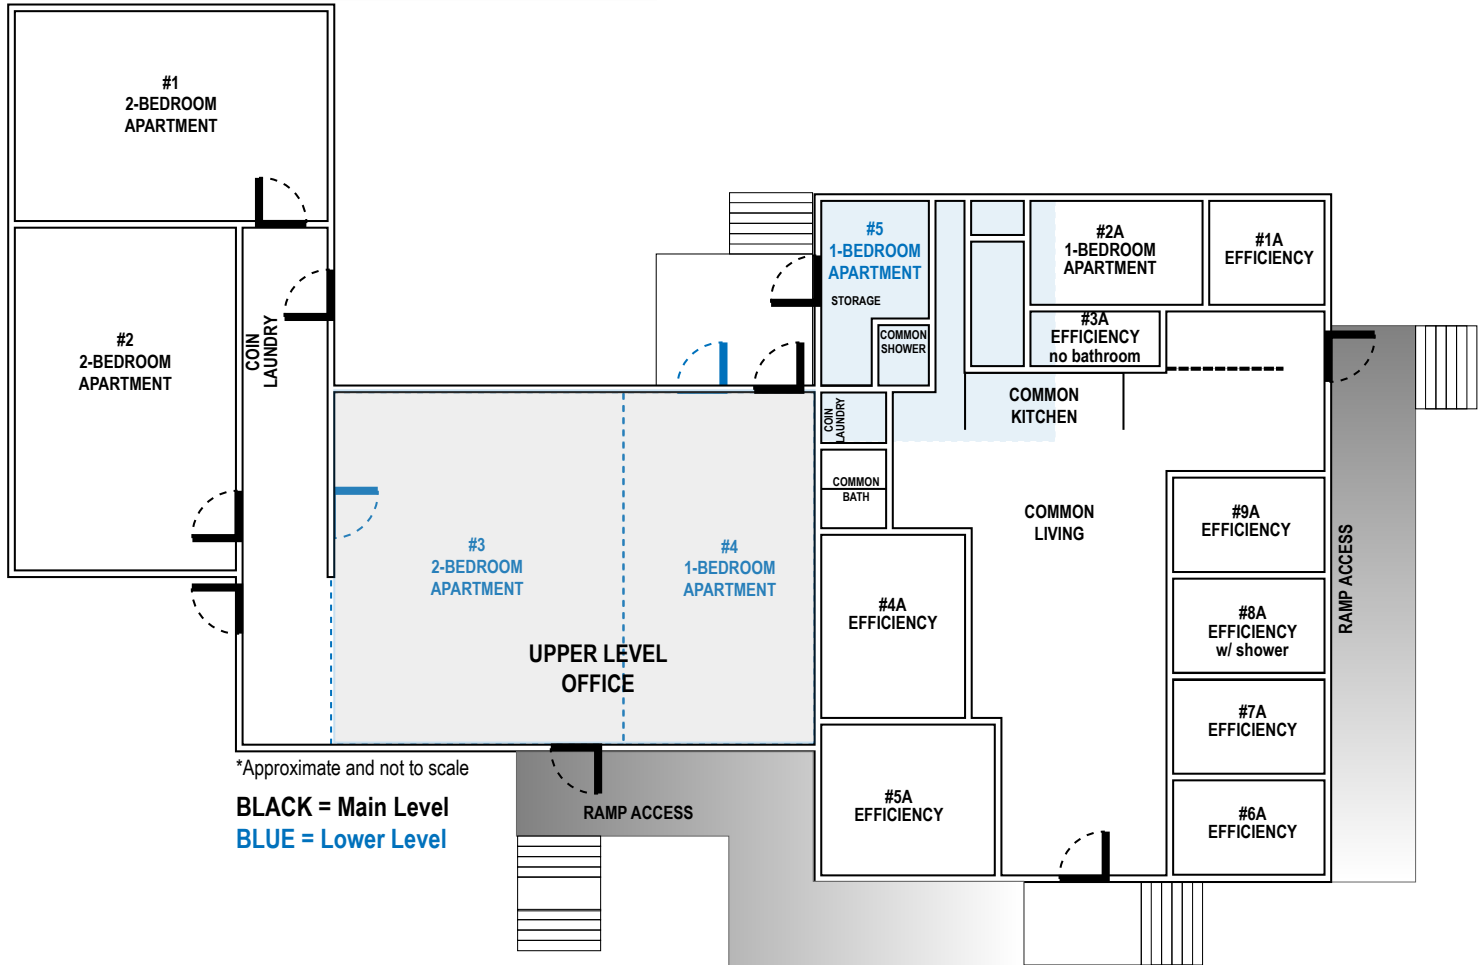 #1
2-BEDROOM
APARTMENT
#2
2-BEDROOM
APARTMENT
COIN
LAUNDRY
#5
1-BEDROOM
APARTMENT
STORAGE
COMMON
SHOWER
#2A
1-BEDROOM
APARTMENT
#1A
EFFICIENCY
#3A
EFFICIENCY
no bathroom
COMMON
KITCHEN
COIN
LAUNDRY
COMMON
BATH
COMMON
LIVING
#9A
EFFICIENCY
RAMP ACCESS
#3
2-BEDROOM
APARTMENT
#4
1-BEDROOM
APARTMENT
UPPER LEVEL
OFFICE
#4A
EFFICIENCY
#8A
EFFICIENCY
w/ shower
#7A
EFFICIENCY
#5A
EFFICIENCY
#6A
EFFICIENCY
RAMP ACCESS
*Approximate and not to scale
BLACK = Main Level
BLUE = Lower Level